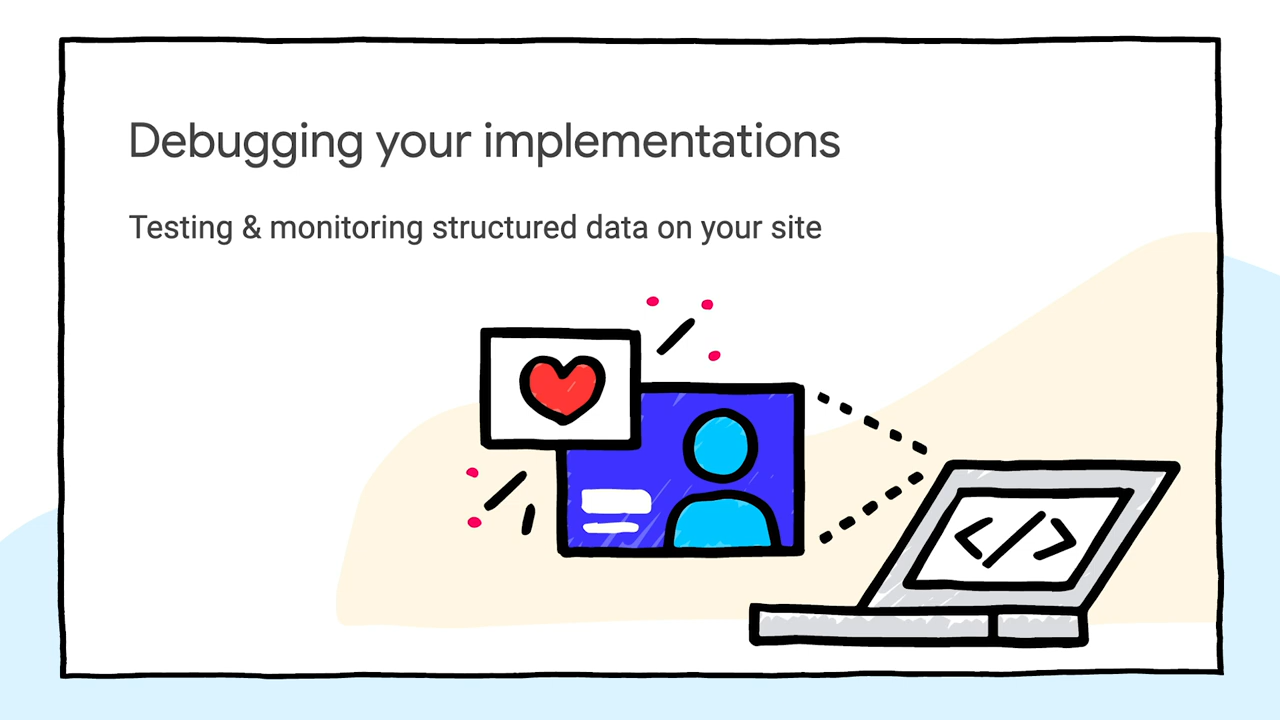 Debugging your implementations
Testing & monitoring structured data on your site
</>